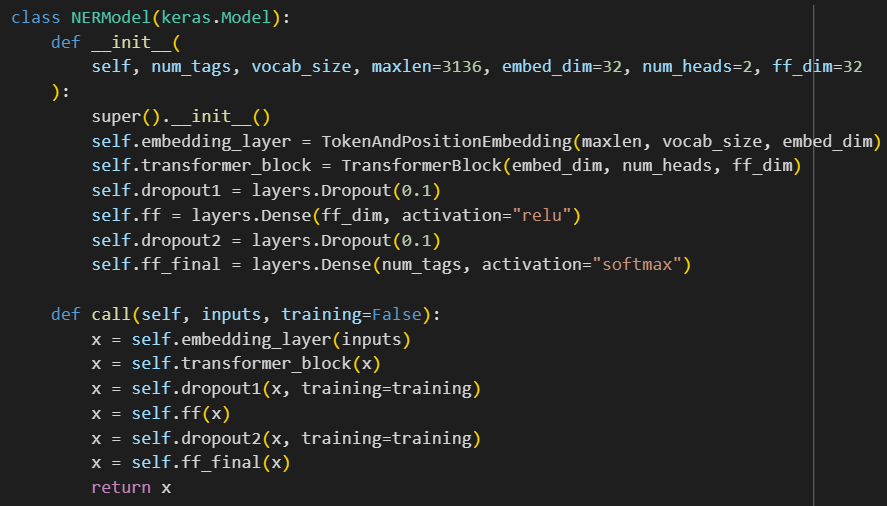 class NERModel(keras.Model):
    def __init__(
        self, num_tags, vocab_size, maxlen=3136, embed_dim=32, num_heads=2, ff_dim=32
    ):
        super().__init__()
        self.embedding_layer = TokenAndPositionEmbedding(maxlen, vocab_size, embed_dim)
        self.transformer_block = TransformerBlock(embed_dim, num_heads, ff_dim)
        self.dropout1 = layers.Dropout(0.1)
        self.ff = layers.Dense(ff_dim, activation="relu")
        self.dropout2 = layers.Dropout(0.1)
        self.ff_final = layers.Dense(num_tags, activation="softmax")

    def call(self, inputs, training=False):
        x = self.embedding_layer(inputs)
        x = self.transformer_block(x)
        x = self.dropout1(x, training=training)
        x = self.ff(x)
        x = self.dropout2(x, training=training)
        x = self.ff_final(x)
        return x